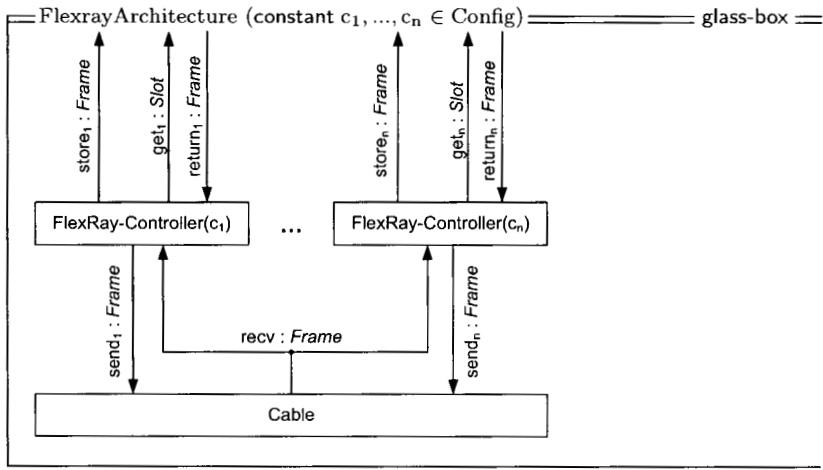 FlexrayArchitecture (constant c₁, ..., cₙ ∈ Config)
glass-box
store₁ : Frame
get₁ : Slot
return₁ : Frame
storeₙ : Frame
getₙ : Slot
returnₙ : Frame
FlexRay-Controller(c₁)
...
FlexRay-Controller(cₙ)
send₁ : Frame
recv : Frame
sendₙ : Frame
Cable